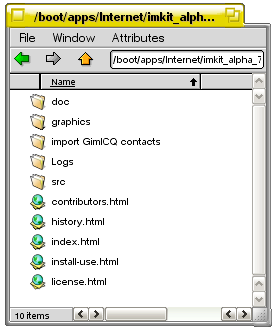 /boot/apps/Internet/imkit_alpha...
File Window Attributes
/boot/apps/Internet/imkit_alpha_7
Name
doc
graphics
import GimICQ contacts
Logs
src
contributors.html
history.html
index.html
install-use.html
license.html
10 items